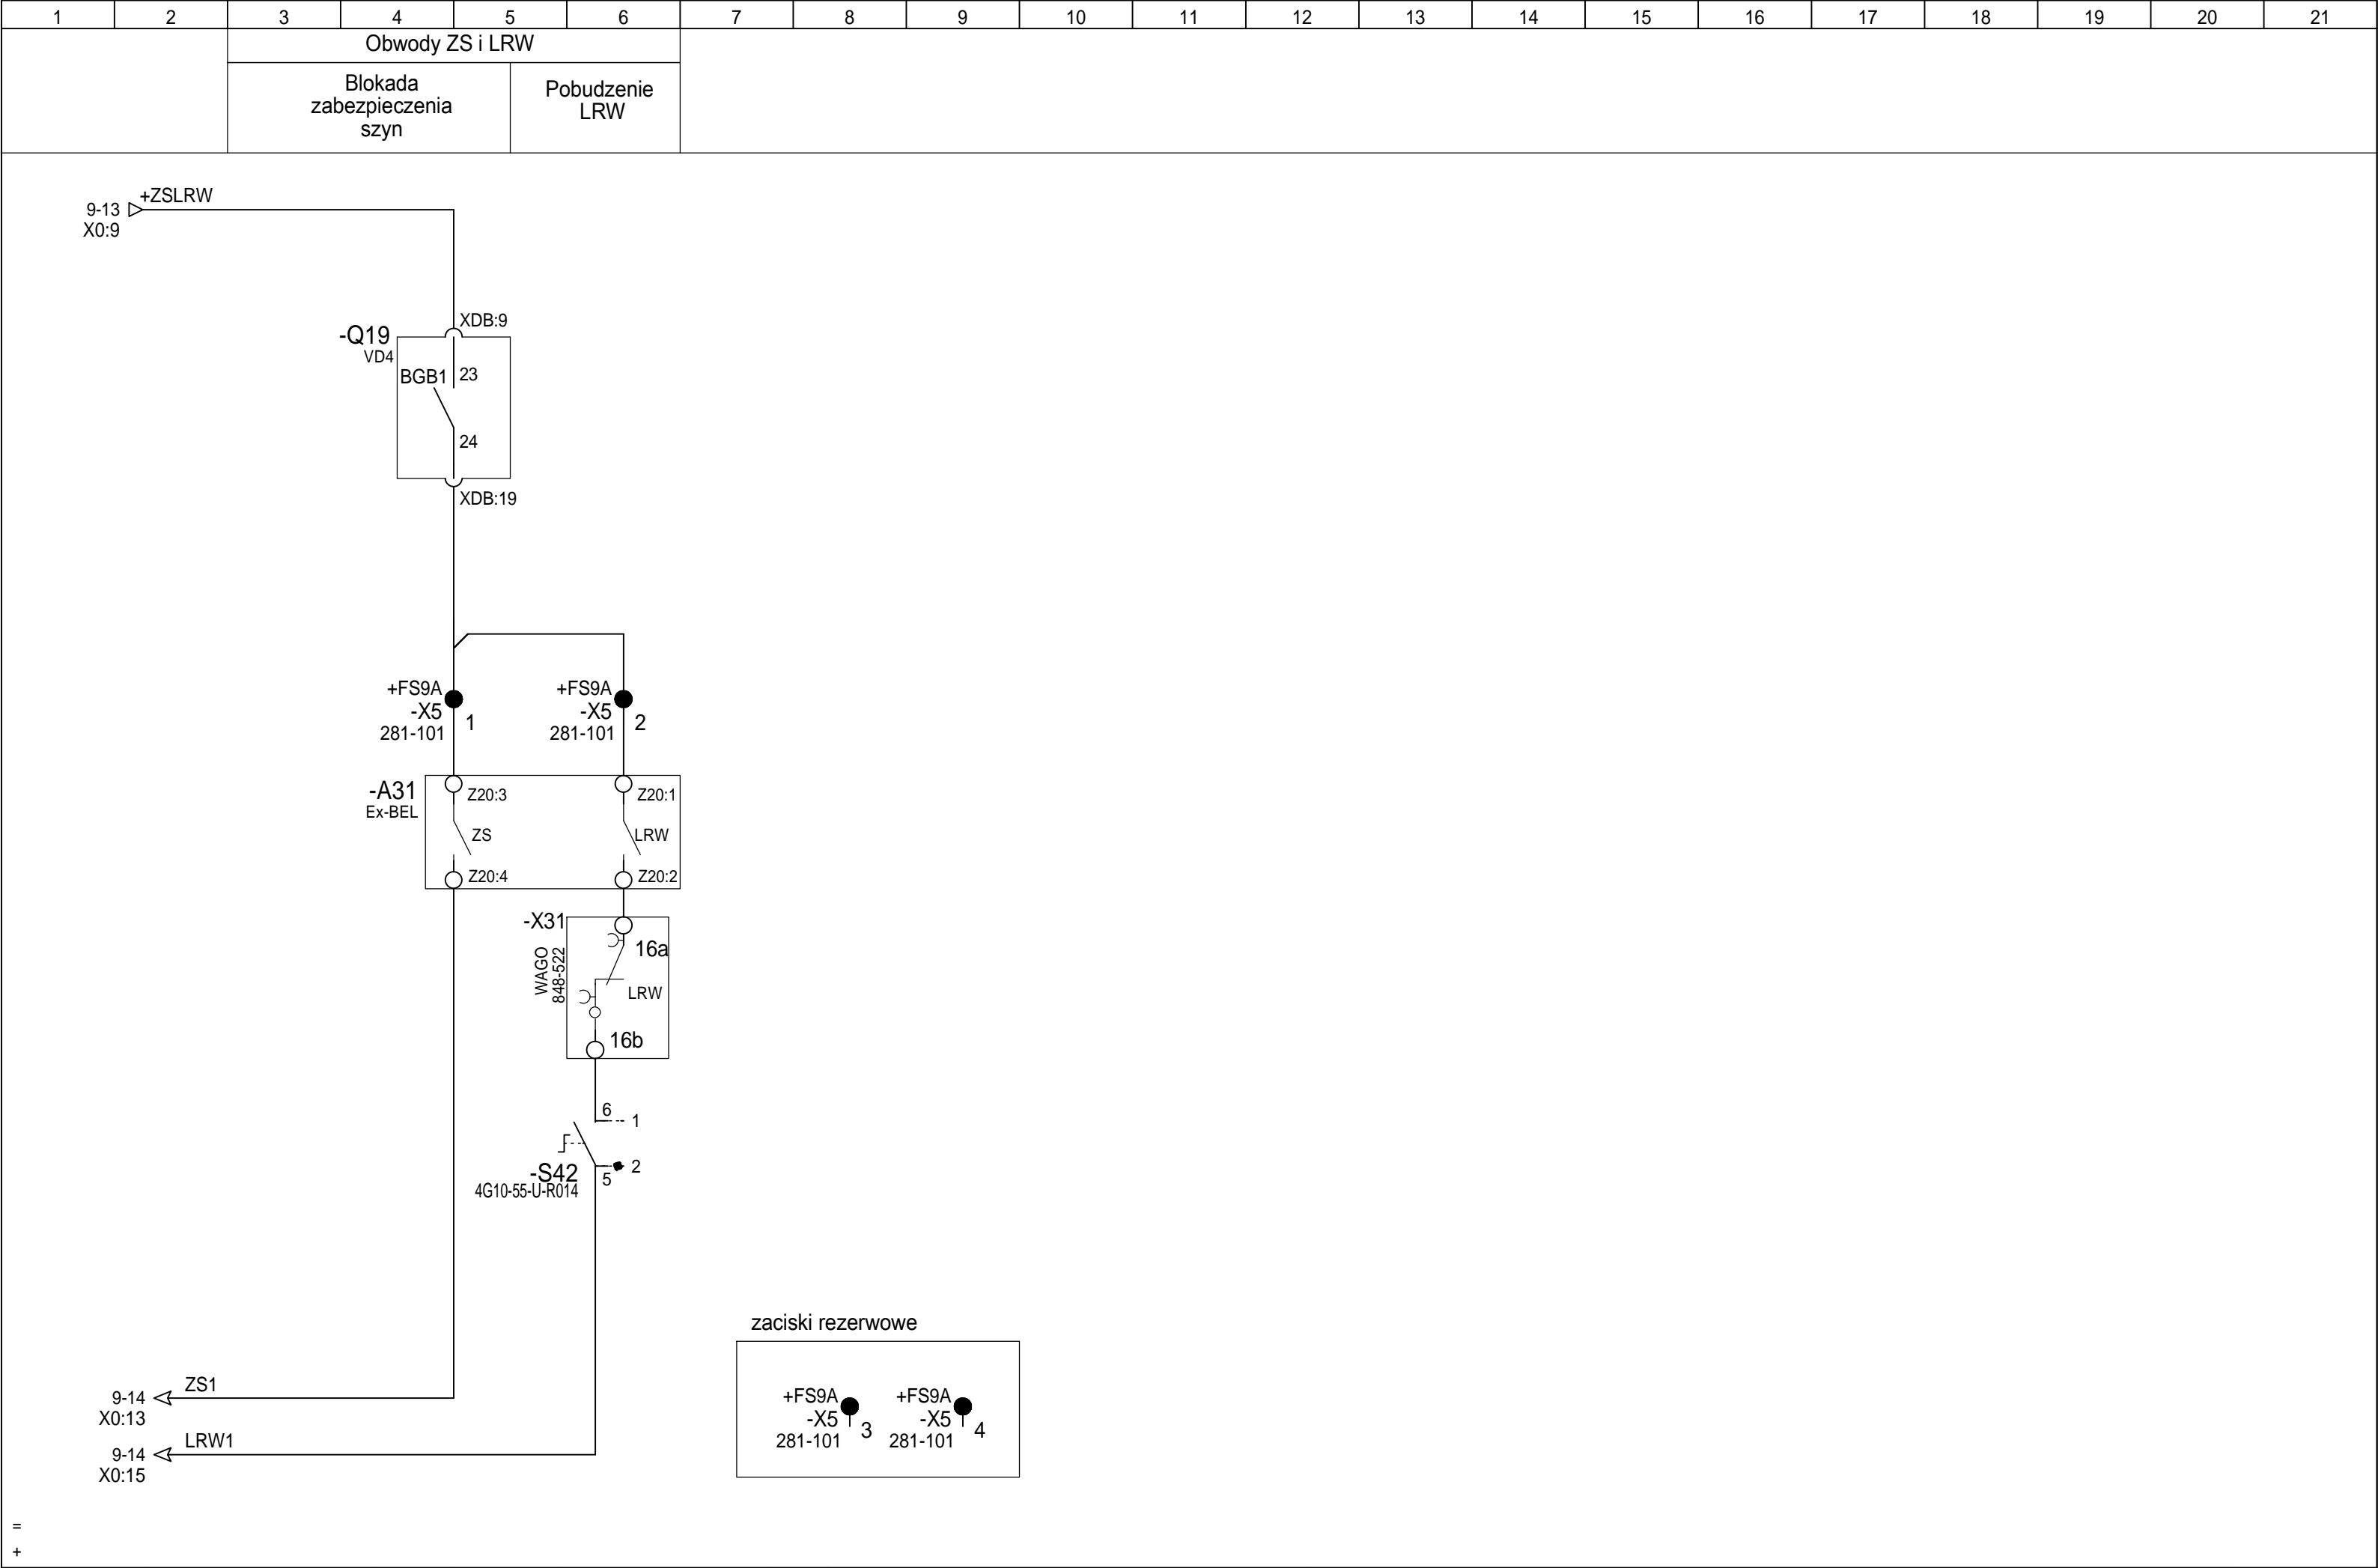 1 2 3 4 5 6 7 8 9 10 11 12 13 14 15 16 17 18 19 20 21
Obwody ZS i LRW
Blokada
zabezpieczenia
szyn
Pobudzenie
LRW
+ZSLRW
9-13
X0:9
XDB:9
-Q19
VD4
BGB1
23
24
XDB:19
+FS9A
-X5
281-101
1
+FS9A
-X5
281-101
2
-A31
Ex-BEL
Z20:3
ZS
Z20:4
Z20:1
LRW
Z20:2
-X31
WAGO
848-522
16a
LRW
16b
6
1
-S42
4G10-55-U-R014
5
2
zaciski rezerwowe
+FS9A
-X5
281-101
3
+FS9A
-X5
281-101
4
ZS1
9-14
X0:13
LRW1
9-14
X0:15
=
+